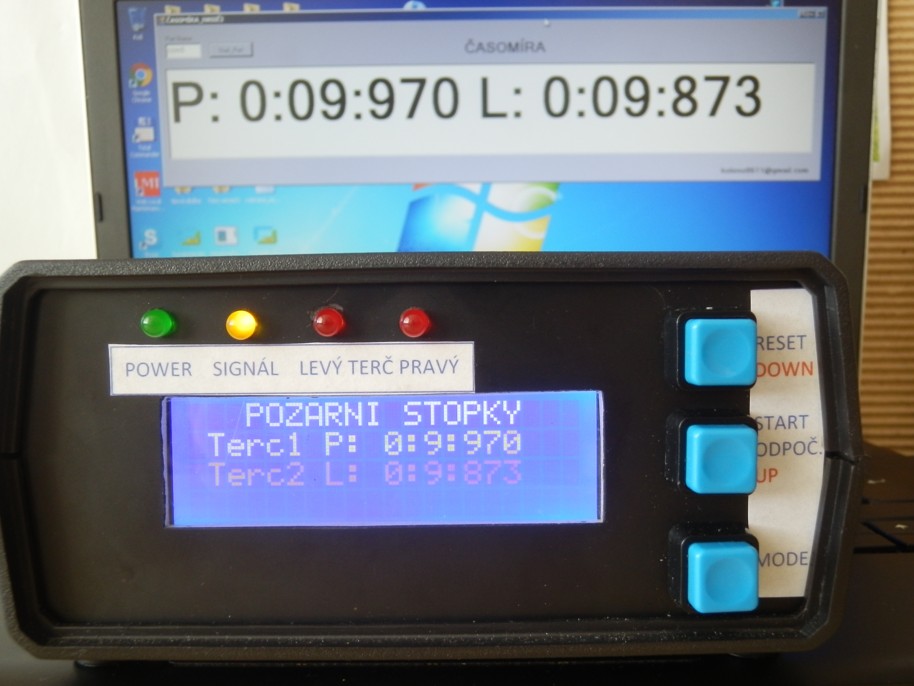 ČASOMÍRA
P: 0:09:970 L: 0:09:873
POWER SIGNÁL LEVÝ TERČ PRAVÝ
POZARNI STOPKY
Terc1 P: 0:9:970
Terc2 L: 0:9:873
RESET
DOWN
START
ODPOČ.
UP
MODE